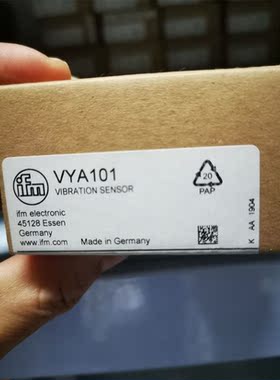 ifm
VYA101
VIBRATION SENSOR
ifm electronic
45128 Essen
Germany
www.ifm.com Made in Germany
20
PAP
K AA 1904